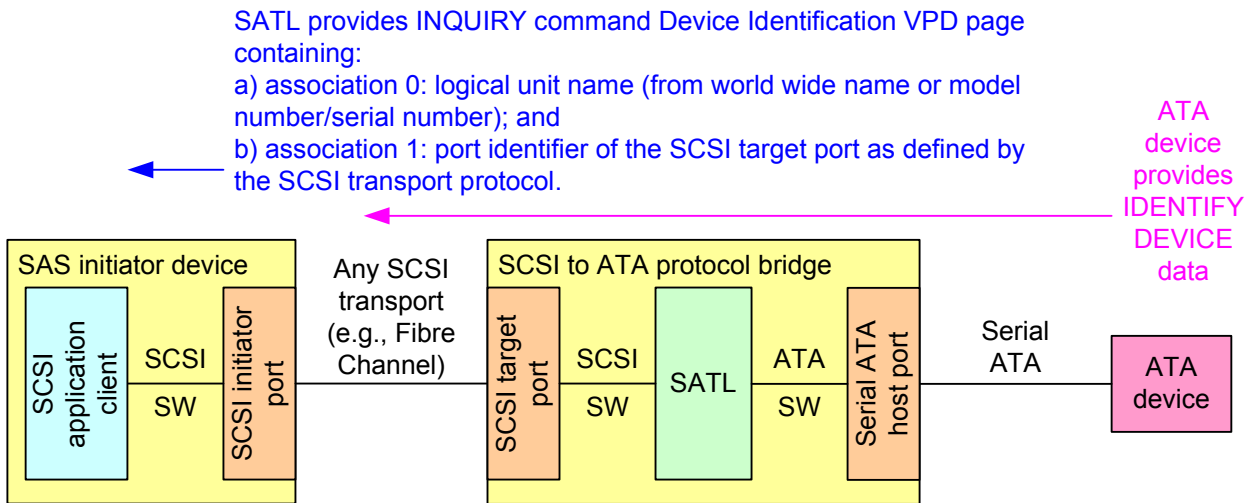 SATL provides INQUIRY command Device Identification VPD page
containing:
a) association 0: logical unit name (from world wide name or model
number/serial number); and
b) association 1: port identifier of the SCSI target port as defined by
the SCSI transport protocol.
ATA
device
provides
IDENTIFY
DEVICE
data
SAS initiator device
SCSI
application
client
SCSI
SW
SCSI initiator
port
Any SCSI
transport
(e.g., Fibre
Channel)
SCSI to ATA protocol bridge
SCSI target
port
SCSI
SW
SATL
ATA
SW
Serial ATA
host port
Serial
ATA
ATA
device